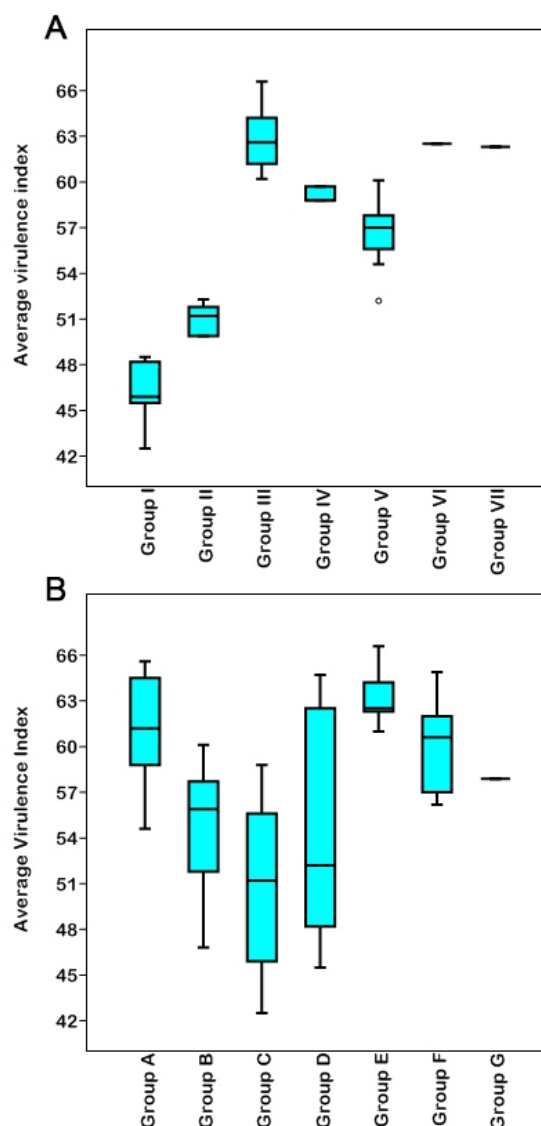 A
Average virulence index
66
63
60
57
54
51
48
45
42
Group I
Group II
Group III
Group IV
Group V
Group VI
Group VII
B
Average Virulence Index
66
63
60
57
54
51
48
45
42
Group A
Group B
Group C
Group D
Group E
Group F
Group G